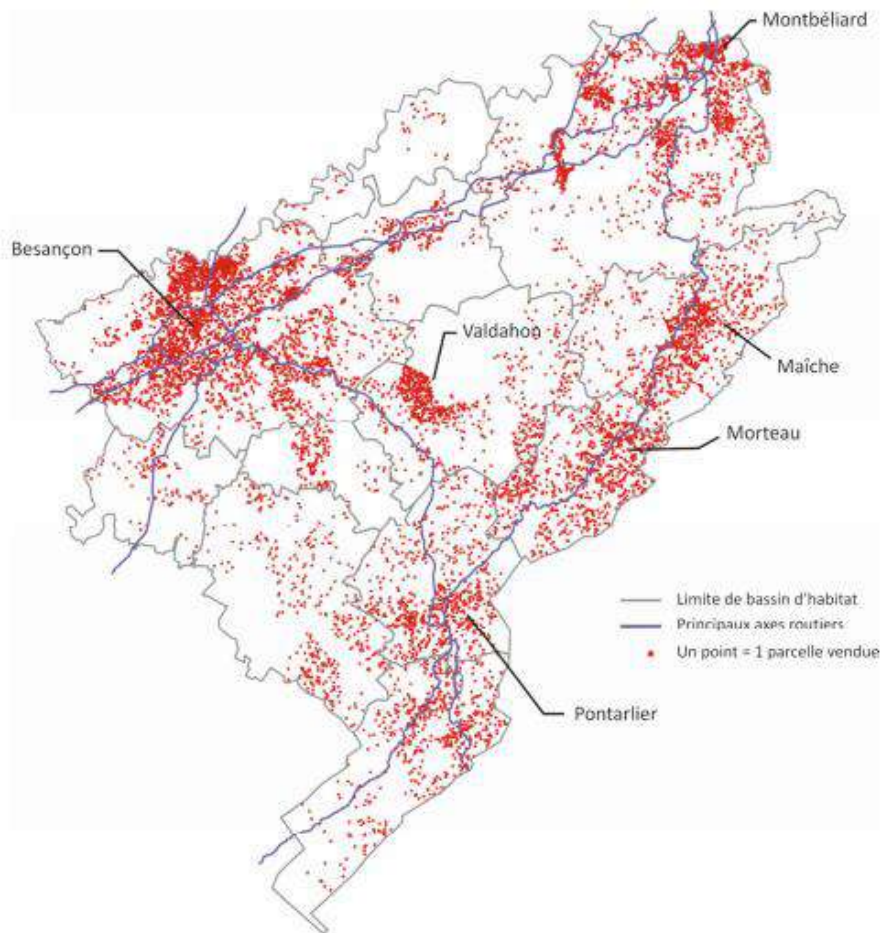 Montbéliard
Besançon
Valdahon
Maîche
Morteau
Limite de bassin d'habitat
Principaux axes routiers
Un point = 1 parcelle vendue
Pontarlier